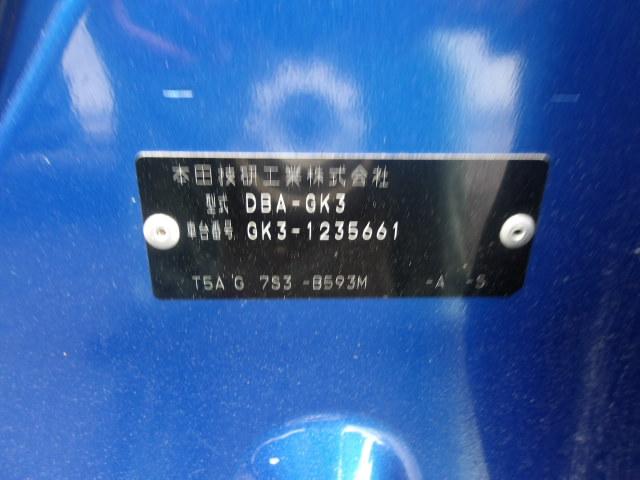 本田技研工業株式会社
型式 DBA-GK3
車台番号 GK3-1235661
T5A G 7S3 -B593M -A -5